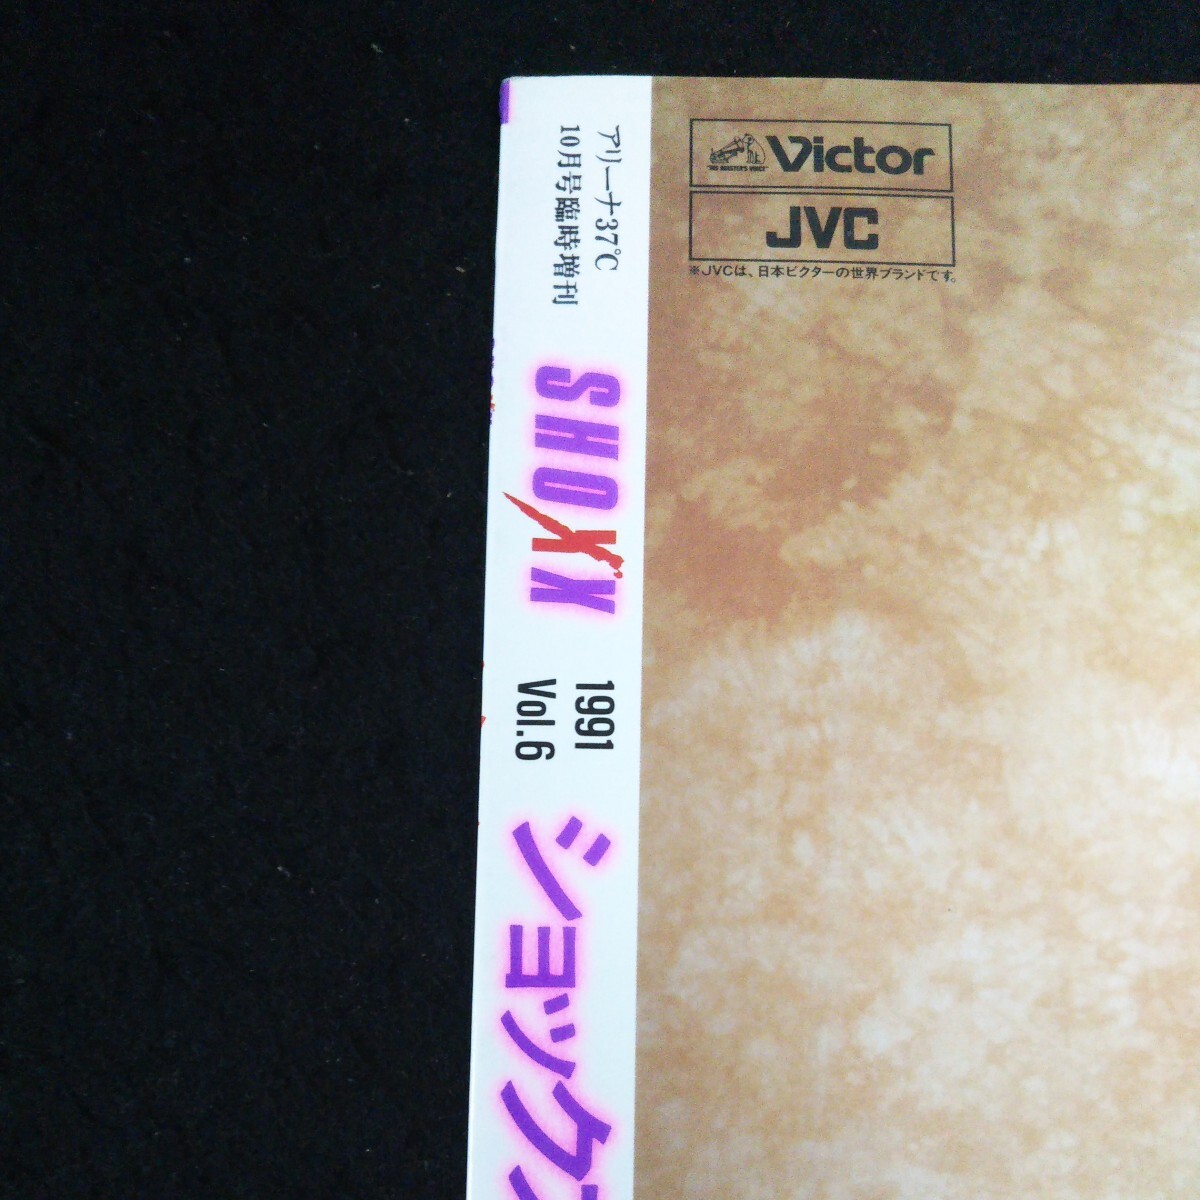 アリーナ37℃
10月号臨時増刊
SHOXX
1991
Vol.6
ショック
"HIS MASTER'S VOICE"
Victor
JVC
※JVCは、日本ビクターの世界ブランドです。